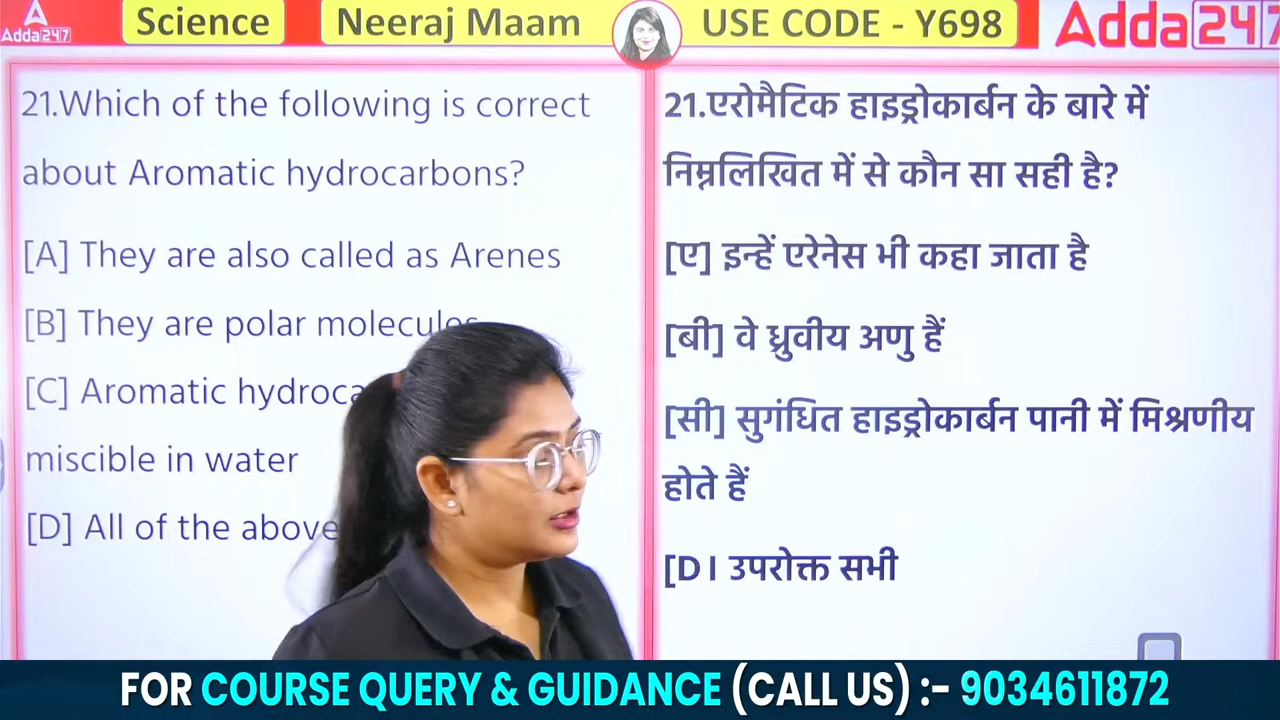 Adda247
Science
Neeraj Maam
USE CODE - Y698
Adda247
21.Which of the following is correct
about Aromatic hydrocarbons?
[A] They are also called as Arenes
[B] They are polar molecules
[C] Aromatic
miscible in water
[D] All of the above
21.एरोमैटिक हाइड्रोकार्बन के बारे में
निम्नलिखित में से कौन सा सही है?
[ए] इन्हें एरेनेस भी कहा जाता है
[बी] वे ध्रुवीय अणु हैं
[सी] सुगंधित हाइड्रोकार्बन पानी में मिश्रणीय
होते हैं
[D। उपरोक्त सभी
FOR COURSE QUERY & GUIDANCE (CALL US) :- 9034611872